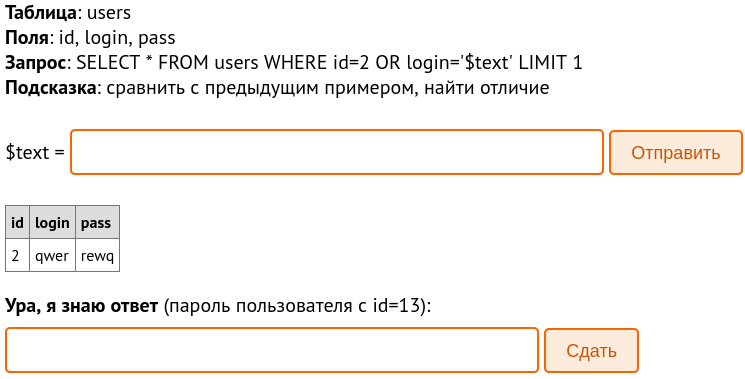 Таблица: users
Поля: id, login, pass
Запрос: SELECT * FROM users WHERE id=2 OR login='$text' LIMIT 1
Подсказка: сравнить с предыдущим примером, найти отличие
$text = Отправить
id login pass
2 qwer rewq
Ура, я знаю ответ (пароль пользователя с id=13):
Сдать